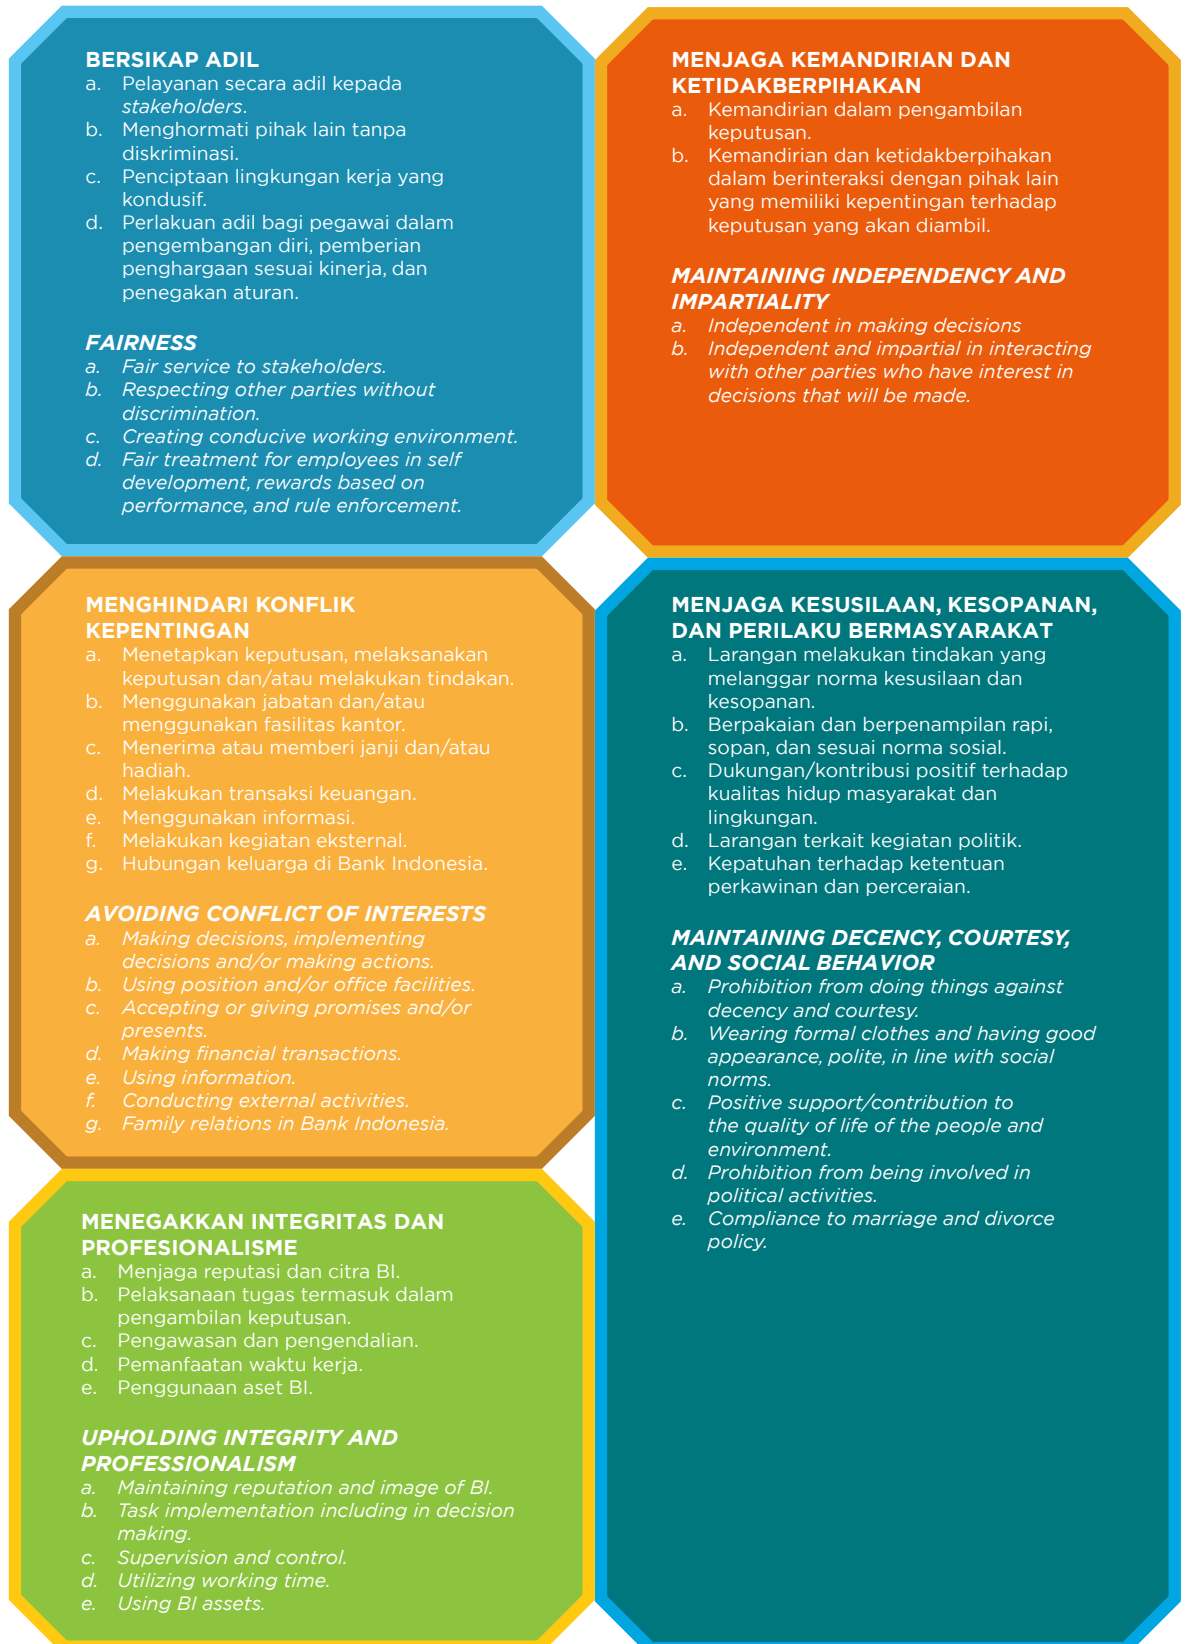 BERSIKAP ADIL
a. Pelayanan secara adil kepada
stakeholders.
b. Menghormati pihak lain tanpa
diskriminasi.
c. Penciptaan lingkungan kerja yang
kondusif.
d. Perlakuan adil bagi pegawai dalam
pengembangan diri, pemberian
penghargaan sesuai kinerja, dan
penegakan aturan.
FAIRNESS
a. Fair service to stakeholders.
b. Respecting other parties without
discrimination.
c. Creating conducive working environment.
d. Fair treatment for employees in self
development, rewards based on
performance, and rule enforcement.
MENJAGA KEMANDIRIAN DAN
KETIDAKBERPIHAKAN
a. Kemandirian dalam pengambilan
keputusan.
b. Kemandirian dan ketidakberpihakan
dalam berinteraksi dengan pihak lain
yang memiliki kepentingan terhadap
keputusan yang akan diambil.
MAINTAINING INDEPENDENCY AND
IMPARTIALITY
a. Independent in making decisions
b. Independent and impartial in interacting
with other parties who have interest in
decisions that will be made.
MENGHINDARI KONFLIK
KEPENTINGAN
a. Menetapkan keputusan, melaksanakan
keputusan dan/atau melakukan tindakan.
b. Menggunakan jabatan dan/atau
menggunakan fasilitas kantor.
c. Menerima atau memberi janji dan/atau
hadiah.
d. Melakukan transaksi keuangan.
e. Menggunakan informasi.
f. Melakukan kegiatan eksternal.
g. Hubungan keluarga di Bank Indonesia.
AVOIDING CONFLICT OF INTERESTS
a. Making decisions, implementing
decisions and/or making actions.
b. Using position and/or office facilities.
c. Accepting or giving promises and/or
presents.
d. Making financial transactions.
e. Using information.
f. Conducting external activities.
g. Family relations in Bank Indonesia.
MENJAGA KESUSILAAN, KESOPANAN,
DAN PERILAKU BERMASYARAKAT
a. Larangan melakukan tindakan yang
melanggar norma kesusilaan dan
kesopanan.
b. Berpakaian dan berpenampilan rapi,
sopan, dan sesuai norma sosial.
c. Dukungan/kontribusi positif terhadap
kualitas hidup masyarakat dan
lingkungan.
d. Larangan terkait kegiatan politik.
e. Kepatuhan terhadap ketentuan
perkawinan dan perceraian.
MAINTAINING DECENCY, COURTESY,
AND SOCIAL BEHAVIOR
a. Prohibition from doing things against
decency and courtesy.
b. Wearing formal clothes and having good
appearance, polite, in line with social
norms.
c. Positive support/contribution to
the quality of life of the people and
environment.
d. Prohibition from being involved in
political activities.
e. Compliance to marriage and divorce
policy.
MENEGAKKAN INTEGRITAS DAN
PROFESIONALISME
a. Menjaga reputasi dan citra BI.
b. Pelaksanaan tugas termasuk dalam
pengambilan keputusan.
c. Pengawasan dan pengendalian.
d. Pemanfaatan waktu kerja.
e. Penggunaan aset BI.
UPHOLDING INTEGRITY AND
PROFESSIONALISM
a. Maintaining reputation and image of BI.
b. Task implementation including in decision
making.
c. Supervision and control.
d. Utilizing working time.
e. Using BI assets.